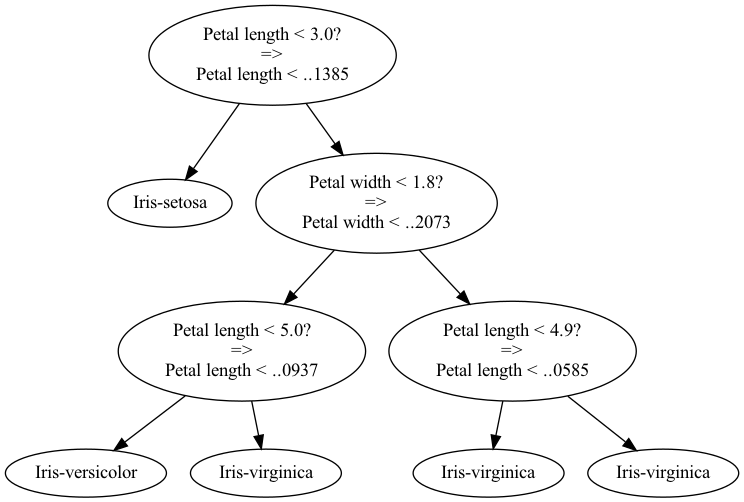 Petal length < 3.0?
=>
Petal length < ..1385
Iris-setosa
Petal width < 1.8?
=>
Petal width < ..2073
Petal length < 5.0?
=>
Petal length < ..0937
Petal length < 4.9?
=>
Petal length < ..0585
Iris-versicolor
Iris-virginica
Iris-virginica
Iris-virginica